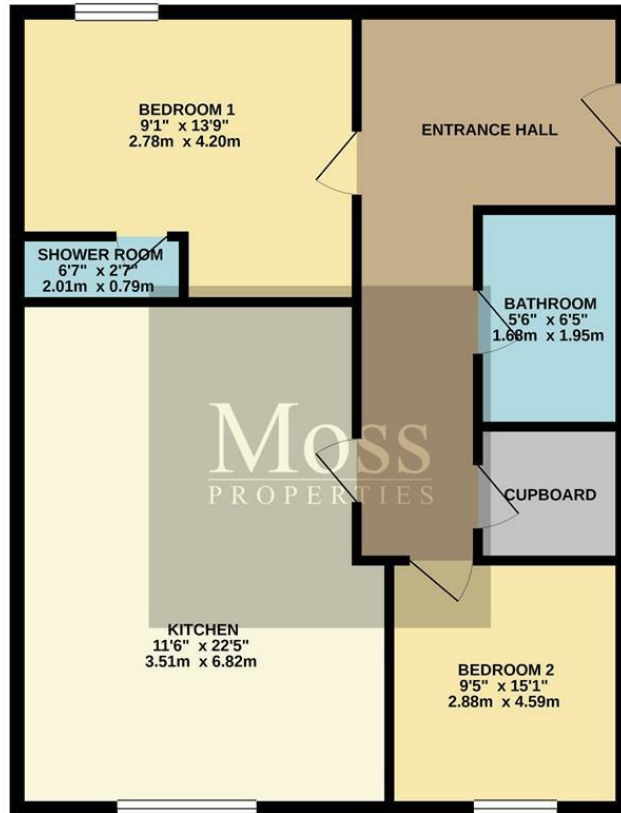 BEDROOM 1
9'1" x 13'9"
2.78m x 4.20m
ENTRANCE HALL
SHOWER ROOM
6'7" x 2'7"
2.01m x 0.79m
BATHROOM
5'6" x 6'5"
1.68m x 1.95m
Moss
PROPERTIES
CUPBOARD
KITCHEN
11'6" x 22'5"
3.51m x 6.82m
BEDROOM 2
9'5" x 15'1"
2.88m x 4.59m